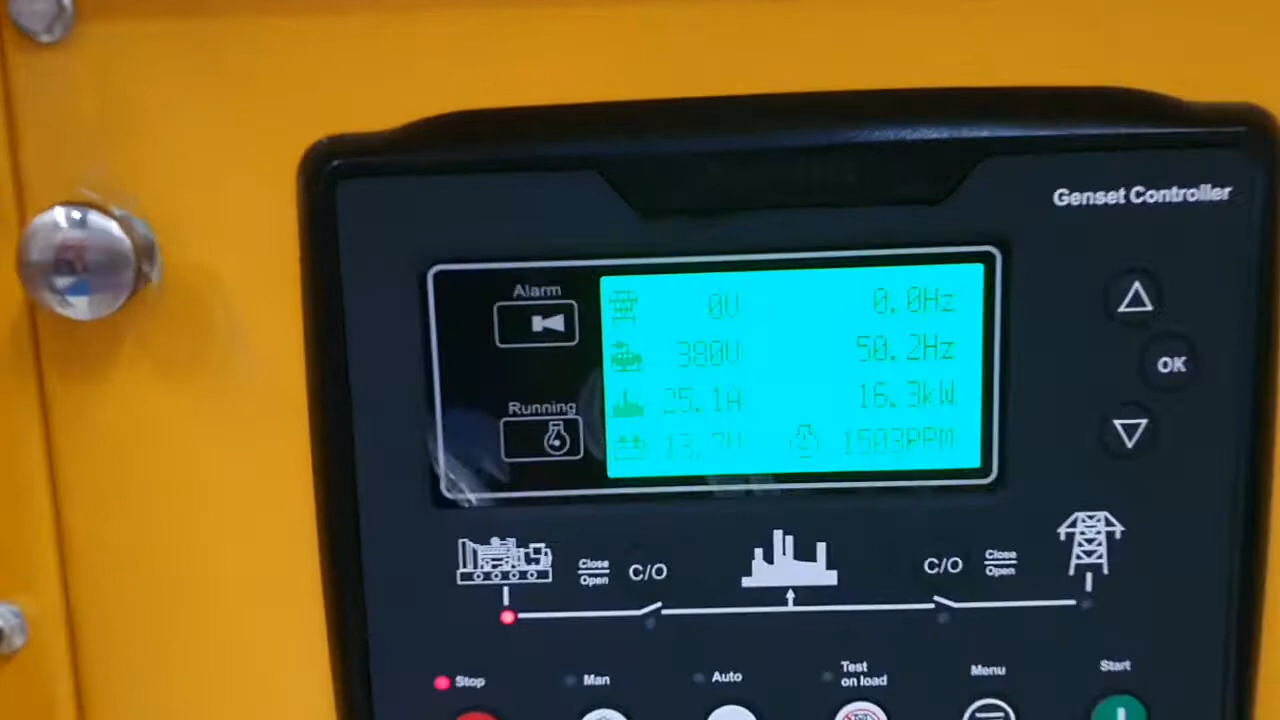 Genset Controller
Alarm
0V 0.0Hz
380V 50.2Hz
OK
25.1A 16.3kW
Running
13.7V 1503RPM
Close
Open
C/O
C/O
Close
Open
Stop
Man
Auto
Test
on load
Menu
Start